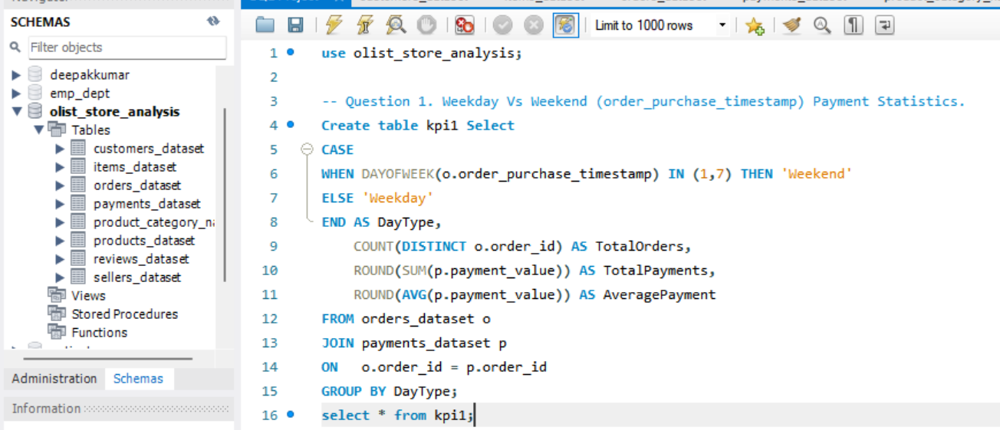 SCHEMAS
Filter objects
deepakkumar
emp_dept
olist_store_analysis
Tables
customers_dataset
items_dataset
orders_dataset
payments_dataset
product_category_na
products_dataset
reviews_dataset
sellers_dataset
Views
Stored Procedures
Functions
Administration Schemas
Information
Limit to 1000 rows
1 use olist_store_analysis;
2
3 -- Question 1. Weekday Vs Weekend (order_purchase_timestamp) Payment Statistics.
4 Create table kpi1 Select
5 CASE
6 WHEN DAYOFWEEK(o.order_purchase_timestamp) IN (1,7) THEN 'Weekend'
7 ELSE 'Weekday'
8 END AS DayType,
9 COUNT(DISTINCT o.order_id) AS TotalOrders,
10 ROUND(SUM(p.payment_value)) AS TotalPayments,
11 ROUND(AVG(p.payment_value)) AS AveragePayment
12 FROM orders_dataset o
13 JOIN payments_dataset p
14 ON o.order_id = p.order_id
15 GROUP BY DayType;
16 select * from kpi1;